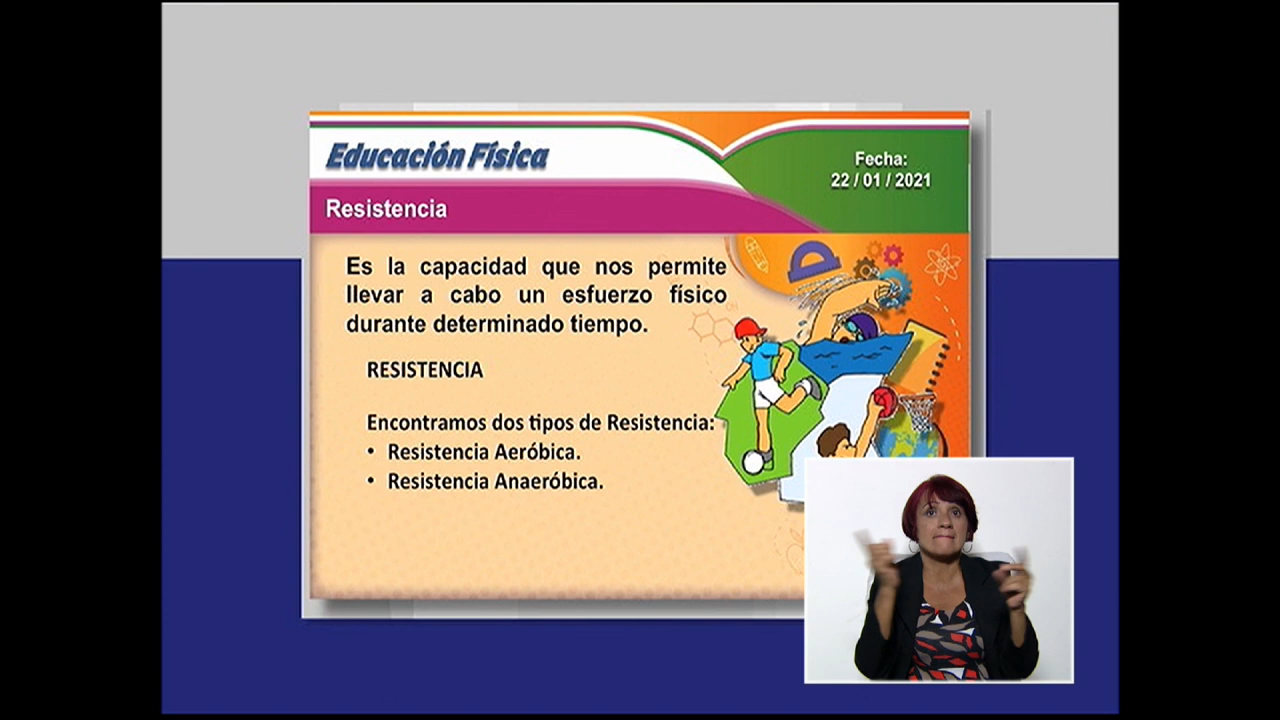 Educación Física
Fecha:
22 / 01 / 2021
Resistencia
Es la capacidad que nos permite
llevar a cabo un esfuerzo físico
durante determinado tiempo.
RESISTENCIA
Encontramos dos tipos de Resistencia:
• Resistencia Aeróbica.
• Resistencia Anaeróbica.